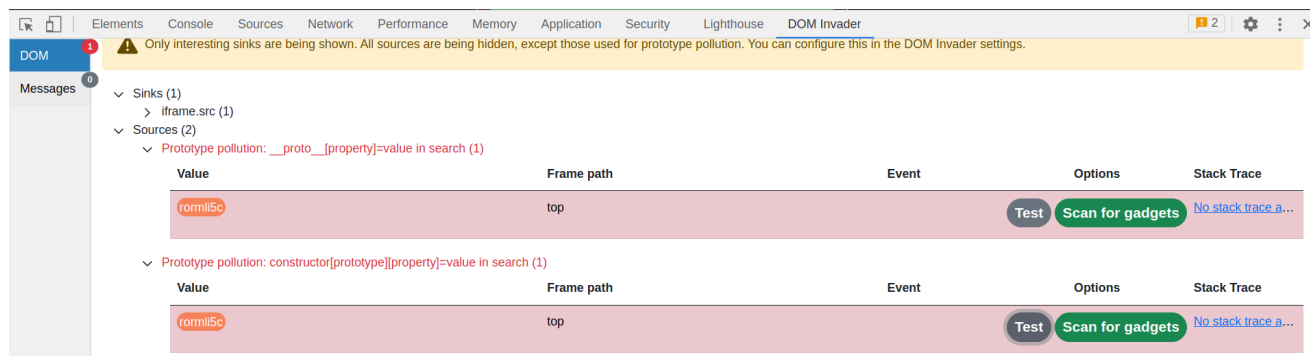 Elements Console Sources Network Performance Memory Application Security Lighthouse DOM Invader 2
DOM 1
Only interesting sinks are being shown. All sources are being hidden, except those used for prototype pollution. You can configure this in the DOM Invader settings.
Messages 0
Sinks (1)
iframe.src (1)
Sources (2)
Prototype pollution: __proto__[property]=value in search (1)
Value Frame path Event Options Stack Trace
rormli5c top Test Scan for gadgets No stack trace a...
Prototype pollution: constructor[prototype][property]=value in search (1)
Value Frame path Event Options Stack Trace
rormli5c top Test Scan for gadgets No stack trace a...